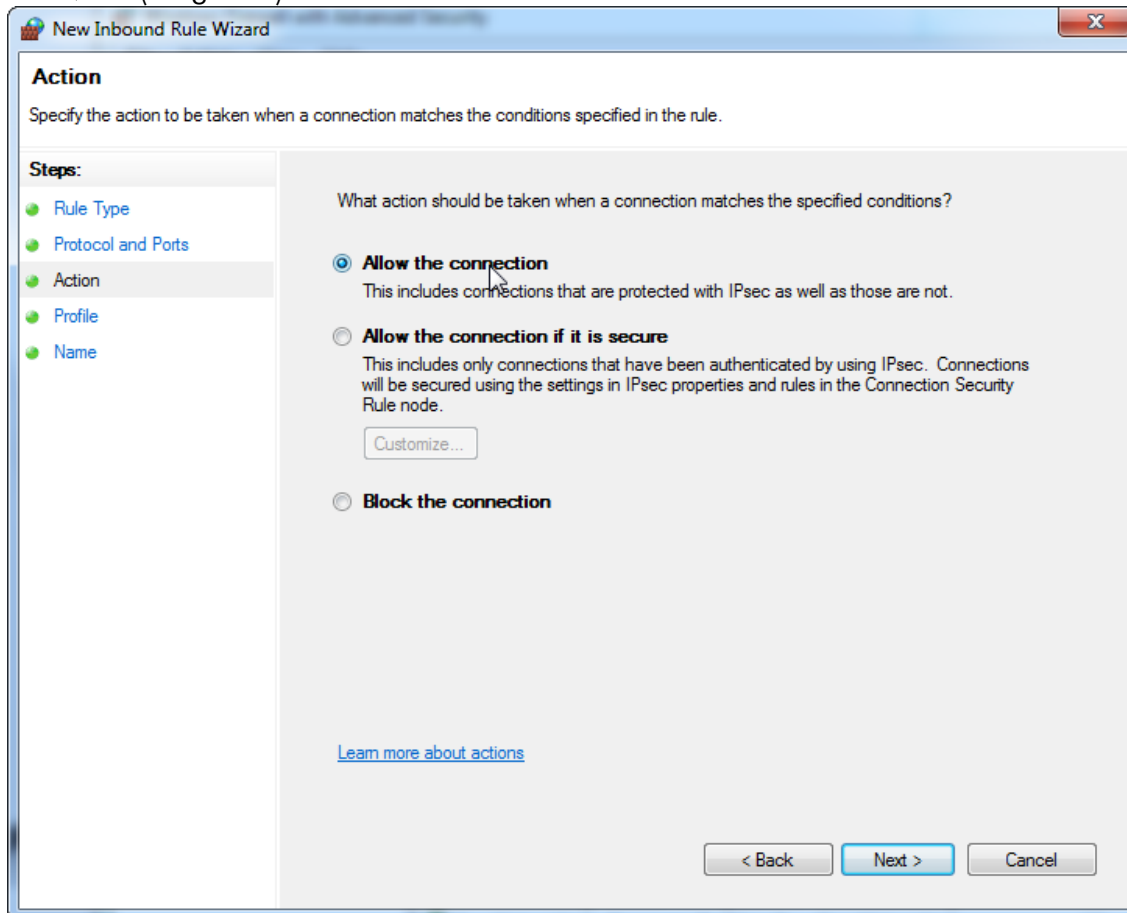 New Inbound Rule Wizard
Action
Specify the action to be taken when a connection matches the conditions specified in the rule.
Steps:
Rule Type
Protocol and Ports
Action
Profile
Name
What action should be taken when a connection matches the specified conditions?
Allow the connection
This includes connections that are protected with IPsec as well as those are not.
Allow the connection if it is secure
This includes only connections that have been authenticated by using IPsec. Connections
will be secured using the settings in IPsec properties and rules in the Connection Security
Rule node.
Customize...
Block the connection
Learn more about actions
< Back
Next >
Cancel